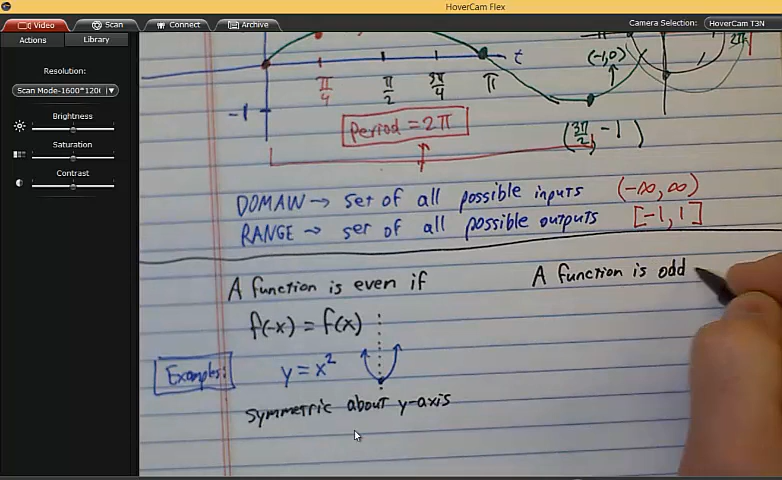 HoverCam Flex
Video Scan Connect Archive Camera Selection: HoverCam T3N
Actions Library
Resolution:
Scan Mode-1600*120(
Brightness
Saturation
Contrast
t
π/4 π/2 3π/4 π
(-1,0)
2π
-1
Period = 2π
(3π/2, -1)
DOMAIN → set of all possible inputs (-∞, ∞)
RANGE → set of all possible outputs [-1, 1]
A function is even if
f(-x) = f(x)
Examples: y = x²
symmetric about y-axis
A function is odd